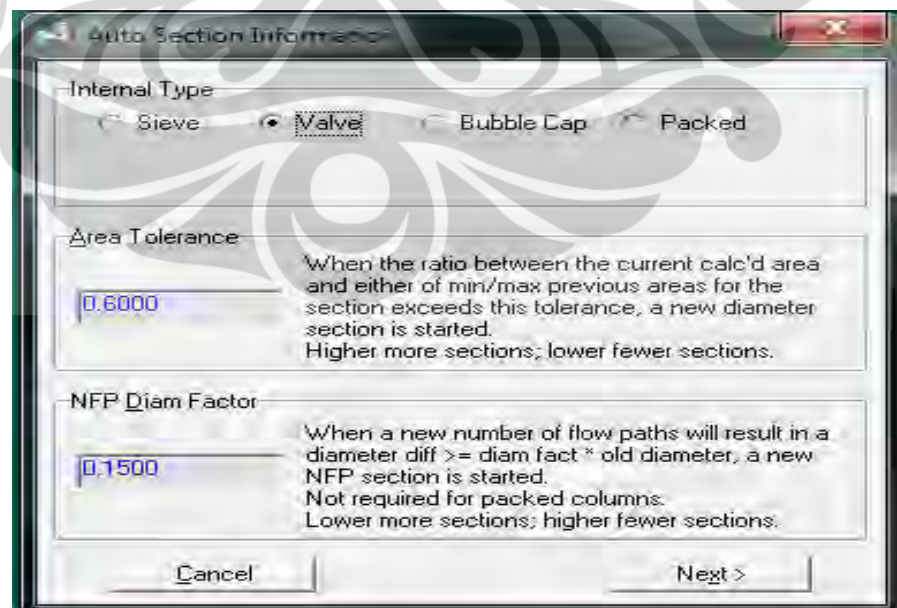 Auto Section Information
Internal Type
Sieve Valve Bubble Cap Packed
Area Tolerance
0.6000
When the ratio between the current calc'd area
and either of min/max previous areas for the
section exceeds this tolerance, a new diameter
section is started.
Higher more sections; lower fewer sections.
NFP Diam Factor
0.1500
When a new number of flow paths will result in a
diameter diff >= diam fact * old diameter, a new
NFP section is started.
Not required for packed columns.
Lower more sections; higher fewer sections.
Cancel Next >